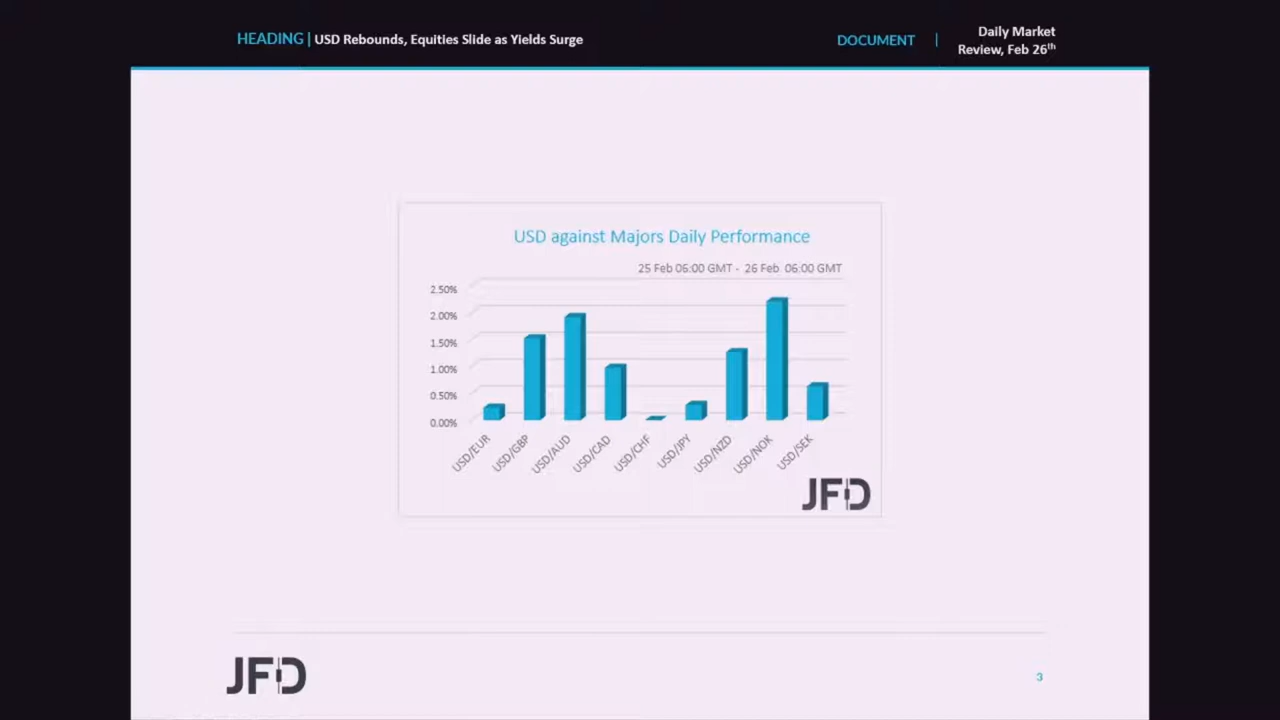 HEADING | USD Rebounds, Equities Slide as Yields Surge
DOCUMENT | Daily Market
Review, Feb 26th
USD against Majors Daily Performance
25 Feb 06:00 GMT - 26 Feb 06:00 GMT
2.50%
2.00%
1.50%
1.00%
0.50%
0.00%
USD/EUR
USD/GBP
USD/AUD
USD/CAD
USD/CHF
USD/JPY
USD/NZD
USD/NOK
USD/SEK
JFD
JFD
3